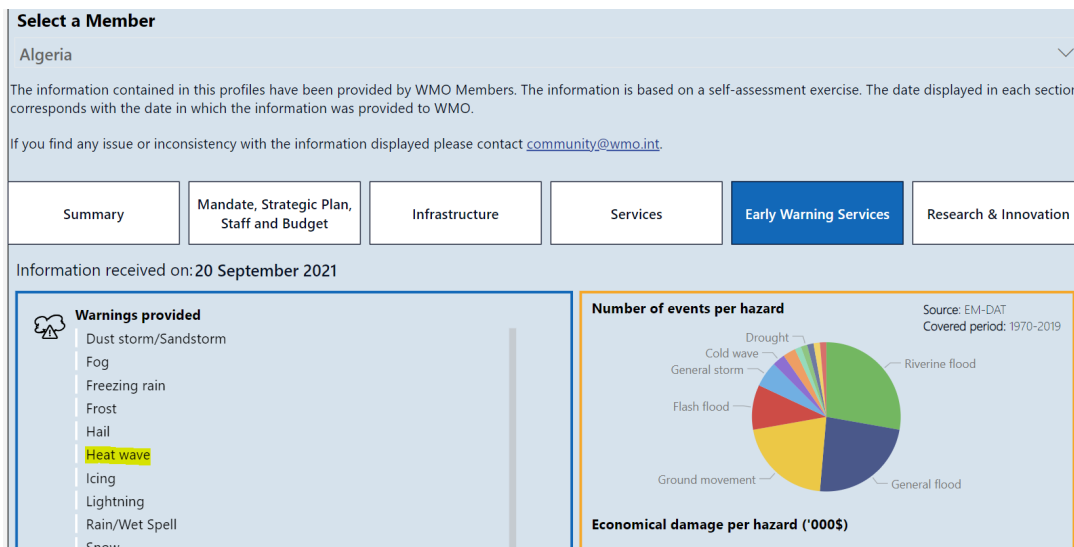 Select a Member
Algeria
The information contained in this profiles have been provided by WMO Members. The information is based on a self-assessment exercise. The date displayed in each section
corresponds with the date in which the information was provided to WMO.
If you find any issue or inconsistency with the information displayed please contact community@wmo.int.
Summary
Mandate, Strategic Plan,
Staff and Budget
Infrastructure
Services
Early Warning Services
Research & Innovation
Information received on: 20 September 2021
Warnings provided
Dust storm/Sandstorm
Fog
Freezing rain
Frost
Hail
Heat wave
Icing
Lightning
Rain/Wet Spell
Snow
Number of events per hazard
Source: EM-DAT
Covered period: 1970-2019
Drought
Cold wave
General storm
Flash flood
Ground movement
Riverine flood
General flood
Economical damage per hazard ('000$)